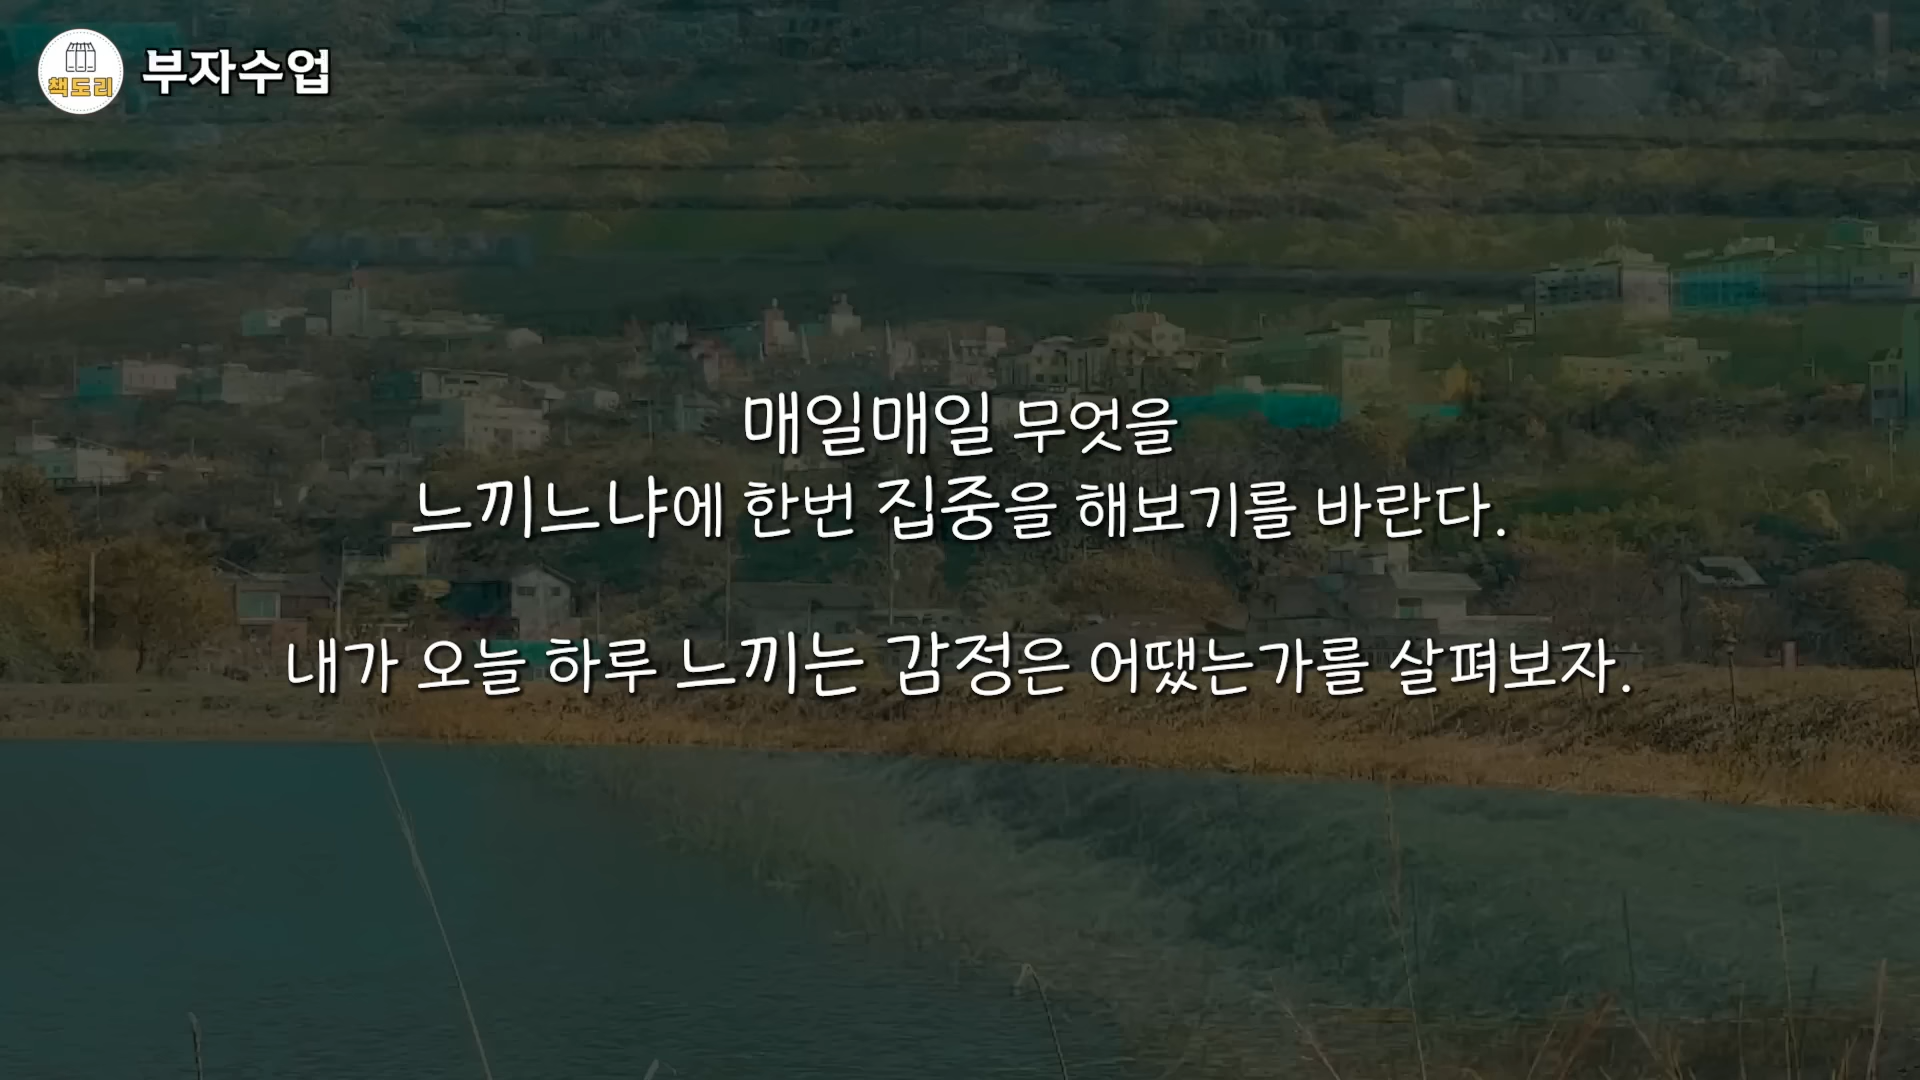 책도리
부자수업
매일매일 무엇을
느끼느냐에 한번 집중을 해보기를 바란다.
내가 오늘 하루 느끼는 감정은 어땠는가를 살펴보자.